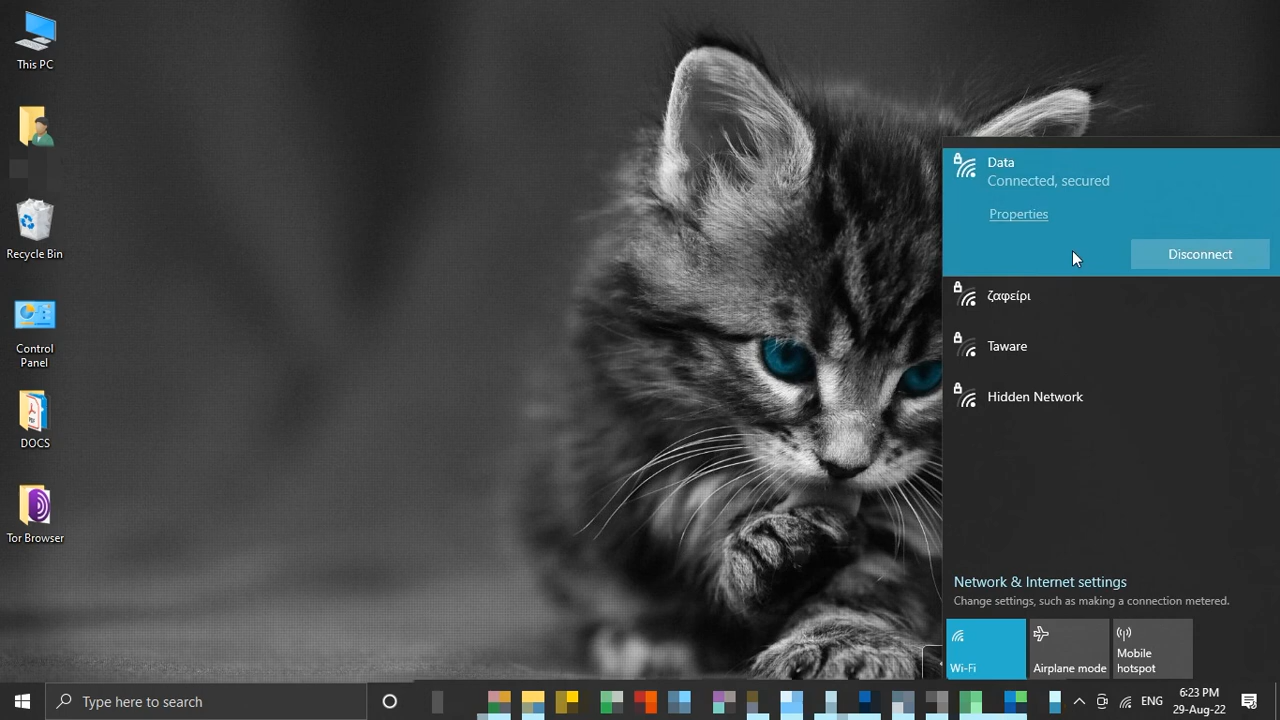 This PC
Recycle Bin
Control
Panel
DOCS
Tor Browser
Data
Connected, secured
Properties
Disconnect
ζαφείρι
Taware
Hidden Network
Network & Internet settings
Change settings, such as making a connection metered.
Wi-Fi
Airplane mode
Mobile
hotspot
Type here to search
ENG
6:23 PM
29-Aug-22